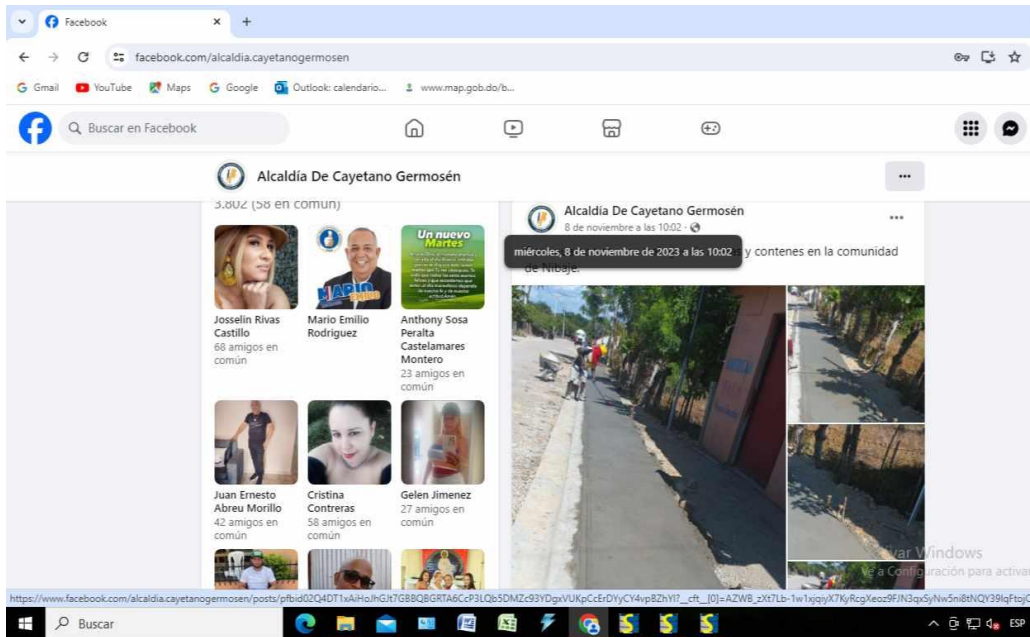 Facebook
facebook.com/alcaldia.cayetanogermosen
Gmail YouTube Maps Google Outlook: calendario... www.map.gob.do/b...
Buscar en Facebook
Alcaldía De Cayetano Germosén
3.802 (58 en común)
Un nuevo
Martes
MARIO
EMILIO
Josselin Rivas
Castillo
68 amigos en
común
Mario Emilio
Rodriguez
Anthony Sosa
Peralta
Castelamares
Montero
23 amigos en
común
Juan Ernesto
Abreu Morillo
42 amigos en
común
Cristina
Contreras
58 amigos en
común
Gelen Jimenez
27 amigos en
común
Alcaldía De Cayetano Germosén
8 de noviembre a las 10:02
miércoles, 8 de noviembre de 2023 a las 10:02
y contenes en la comunidad
de Nibaje.
Windows
Ve a Configuración para activar
Buscar
ESP